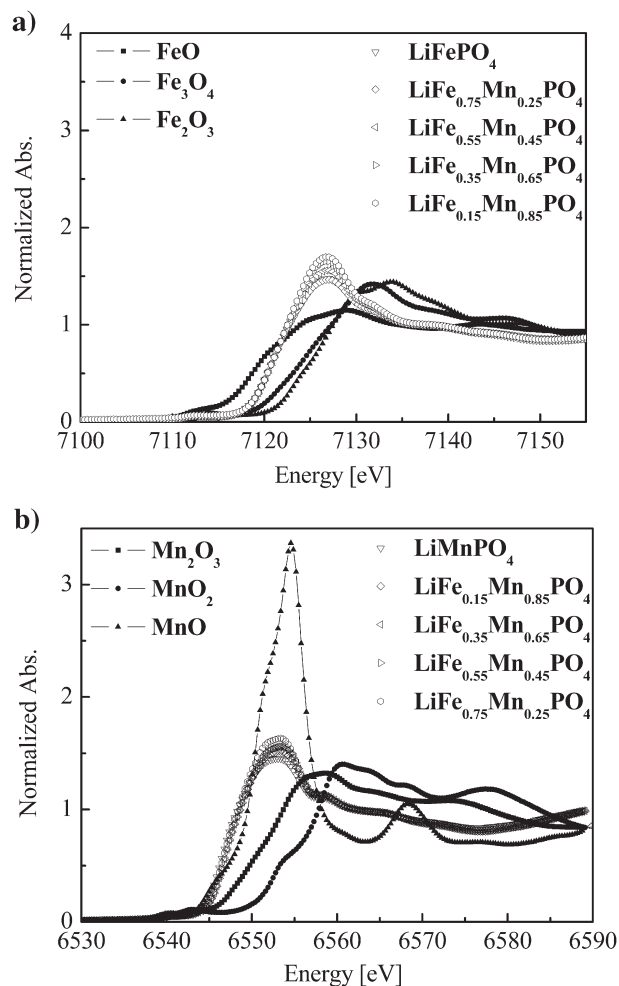 a)
4
3
2
1
0
Normalized Abs.
FeO
Fe₃O₄
Fe₂O₃
LiFePO₄
LiFe₀.₇₅Mn₀.₂₅PO₄
LiFe₀.₅₅Mn₀.₄₅PO₄
LiFe₀.₃₅Mn₀.₆₅PO₄
LiFe₀.₁₅Mn₀.₈₅PO₄
7100 7110 7120 7130 7140 7150
Energy [eV]
b)
3
2
1
0
Normalized Abs.
Mn₂O₃
MnO₂
MnO
LiMnPO₄
LiFe₀.₁₅Mn₀.₈₅PO₄
LiFe₀.₃₅Mn₀.₆₅PO₄
LiFe₀.₅₅Mn₀.₄₅PO₄
LiFe₀.₇₅Mn₀.₂₅PO₄
6530 6540 6550 6560 6570 6580 6590
Energy [eV]